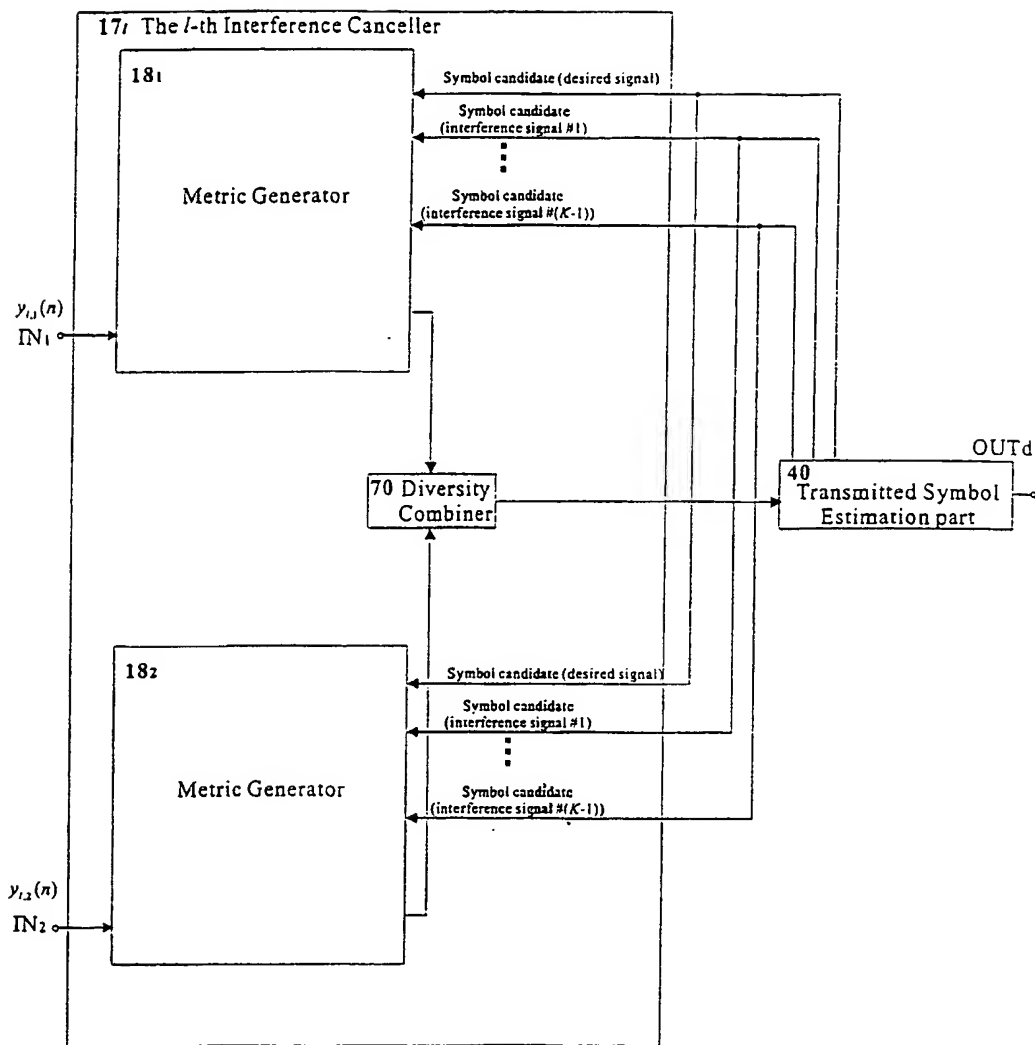 17l The l-th Interference Canceller
181
Symbol candidate (desired signal)
Symbol candidate
(interference signal #1)
Metric Generator
Symbol candidate
(interference signal #(K-1))
yl,1(n)
IN1
OUTd
70 Diversity
Combiner
40
Transmitted Symbol
Estimation part
182
Symbol candidate (desired signal)
Symbol candidate
(interference signal #1)
Metric Generator
Symbol candidate
(interference signal #(K-1))
yl,2(n)
IN2